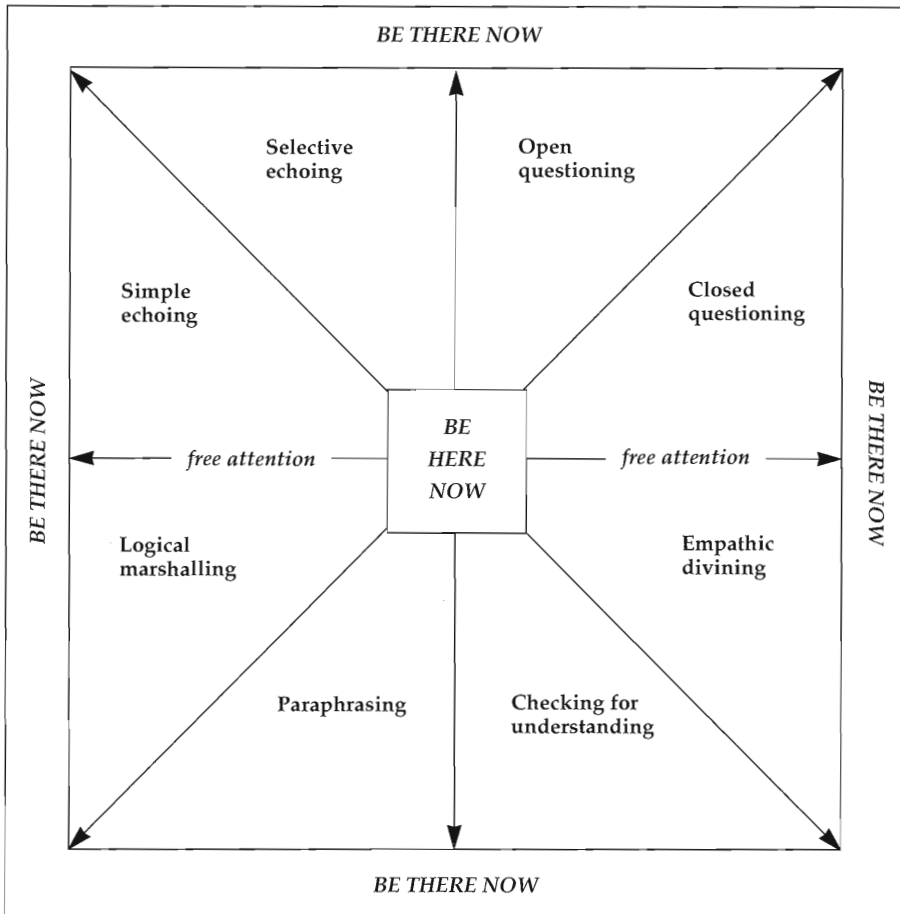 BE THERE NOW
Selective
echoing
Open
questioning
Simple
echoing
Closed
questioning
BE THERE NOW
BE
HERE
NOW
BE THERE NOW
free attention
free attention
Logical
marshalling
Empathic
divining
Paraphrasing
Checking for
understanding
BE THERE NOW